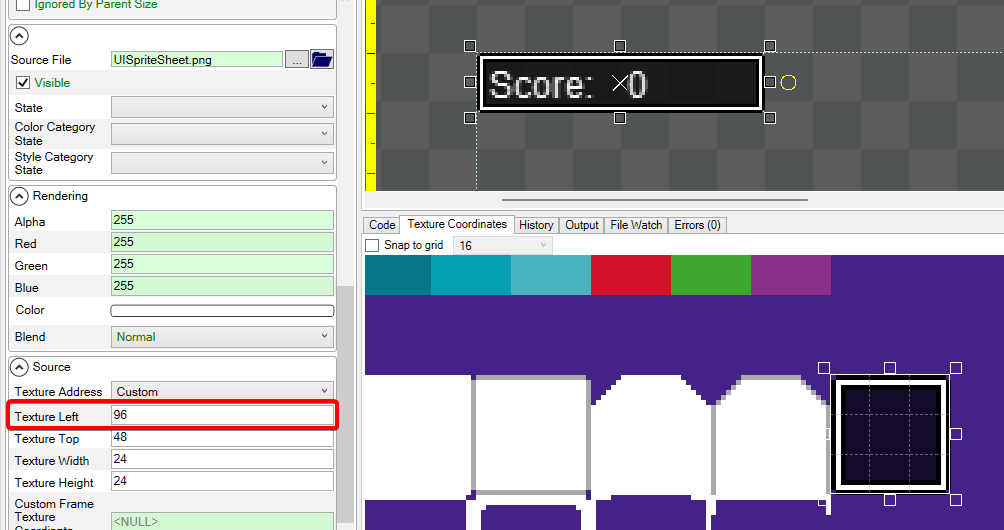 Ignored By Parent Size
Source File UISpriteSheet.png ...
Visible
State
Color Category
State
Style Category
State
Rendering
Alpha 255
Red 255
Green 255
Blue 255
Color
Blend Normal
Source
Texture Address Custom
Texture Left 96
Texture Top 48
Texture Width 24
Texture Height 24
Custom Frame
Texture <NULL>
Coordinate
Score: 0
Code Texture Coordinates History Output File Watch Errors (0)
Snap to grid 16